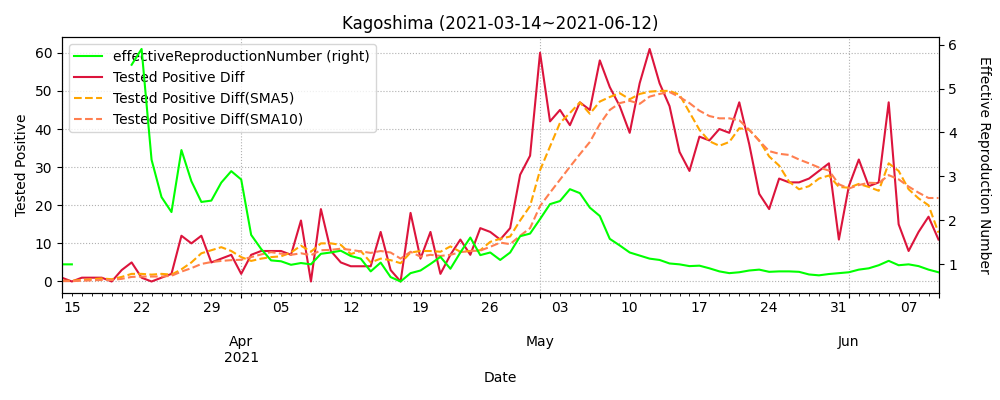 Kagoshima (2021-03-14~2021-06-12)
effectiveReproductionNumber (right)
Tested Positive Diff
Tested Positive Diff(SMA5)
Tested Positive Diff(SMA10)
Tested Positive
60
50
40
30
20
10
0
6
5
4
3
2
1
Effective Reproduction Number
15 22 29 05 12 19 26 03 10 17 24 31 07
Apr May Jun
2021
Date